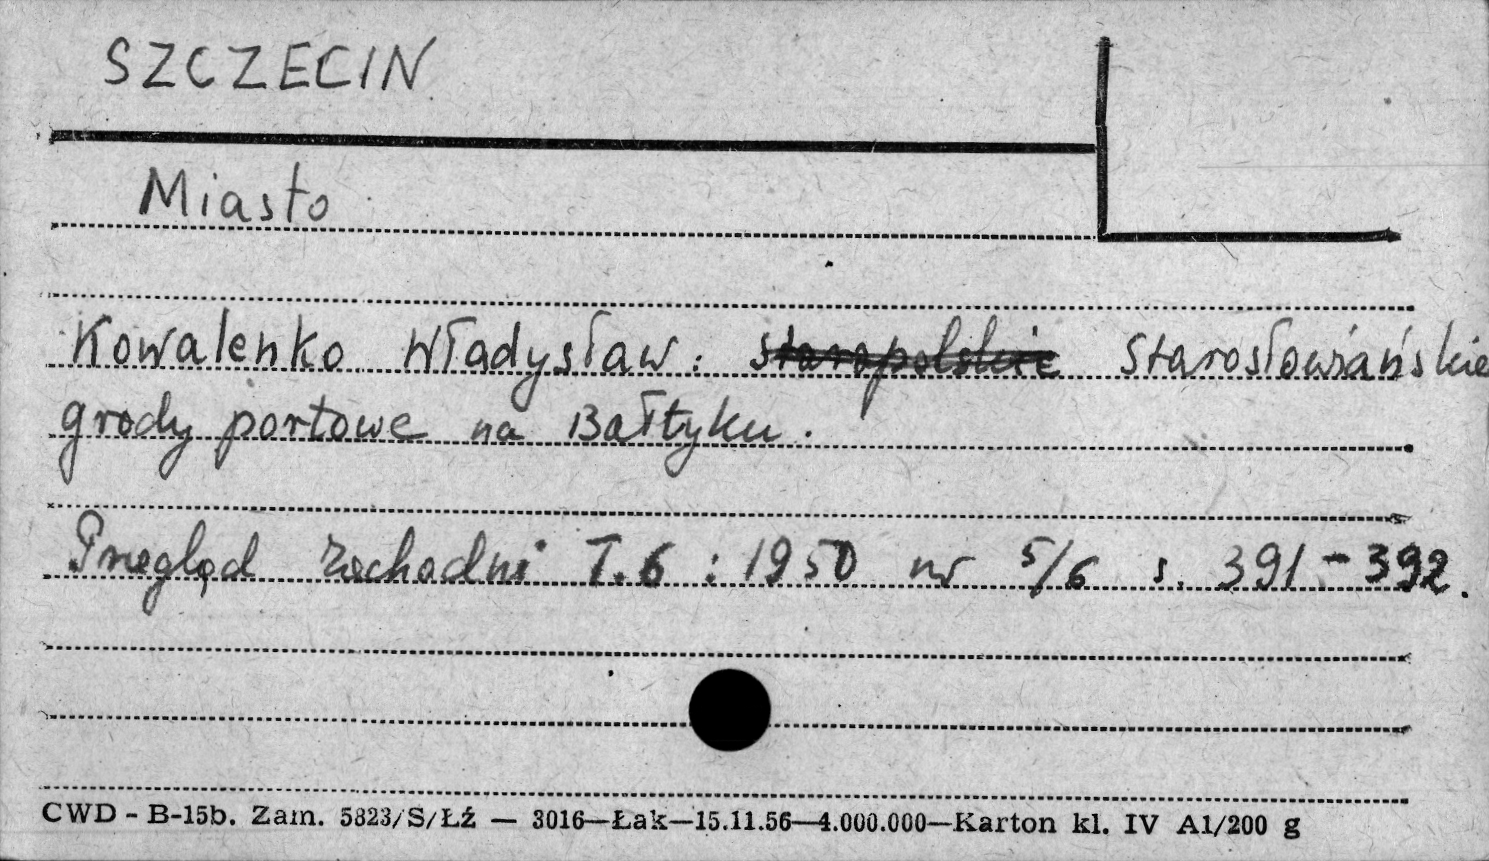 SZCZECIN
Miasto
Kowalenko Władysław: staropolskie Starosłowiańskie
grody portowe na Bałtyku.
Przegląd Zachodni T.6 : 1950 nr 5/6 s. 391-392.
CWD - B-15b. Zam. 5823/S/Łź — 3016—Łak—15.11.56—4.000.000—Karton kl. IV A1/200 g